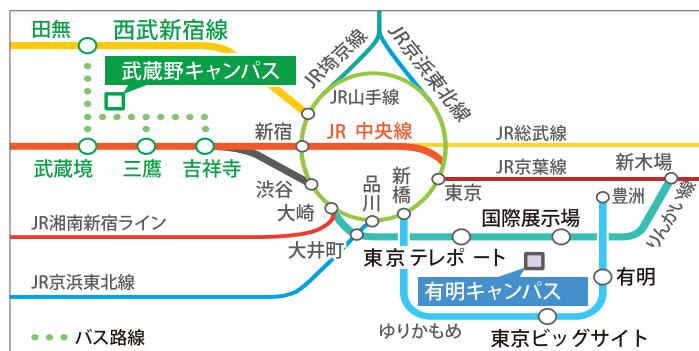 田無
西武新宿線
武蔵野キャンパス
JR埼京線
JR京浜東北線
JR山手線
新宿
JR 中央線
JR総武線
武蔵境
三鷹
吉祥寺
JR京葉線
新木場
渋谷
品川
新橋
東京
豊洲
りんかい線
大崎
国際展示場
JR湘南新宿ライン
大井町
東京テレポート
有明キャンパス
有明
JR京浜東北線
ゆりかもめ
東京ビッグサイト
バス路線